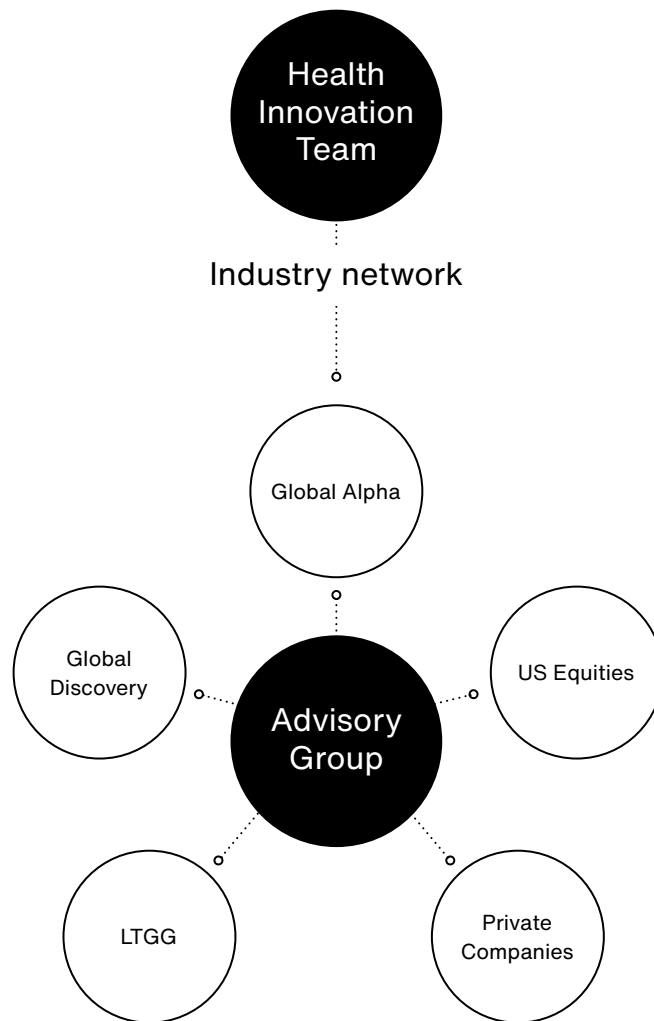 Health
Innovation
Team
Industry network
Global Alpha
Global
Discovery
US Equities
Advisory
Group
LTGG
Private
Companies